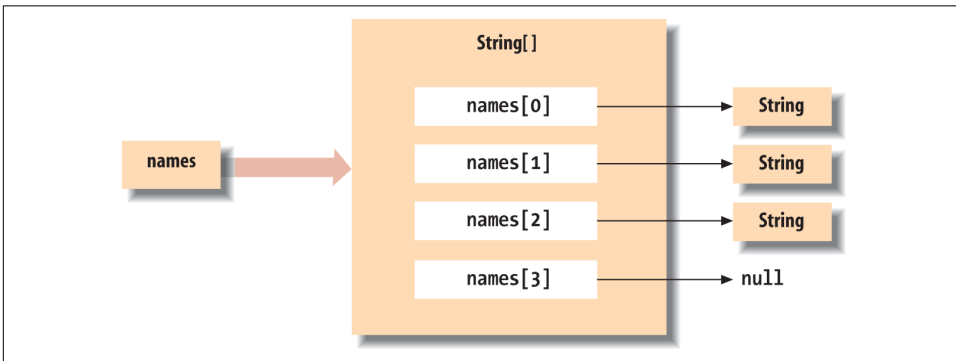 String[]
names[0] String
names
names[1] String
names[2] String
names[3] null